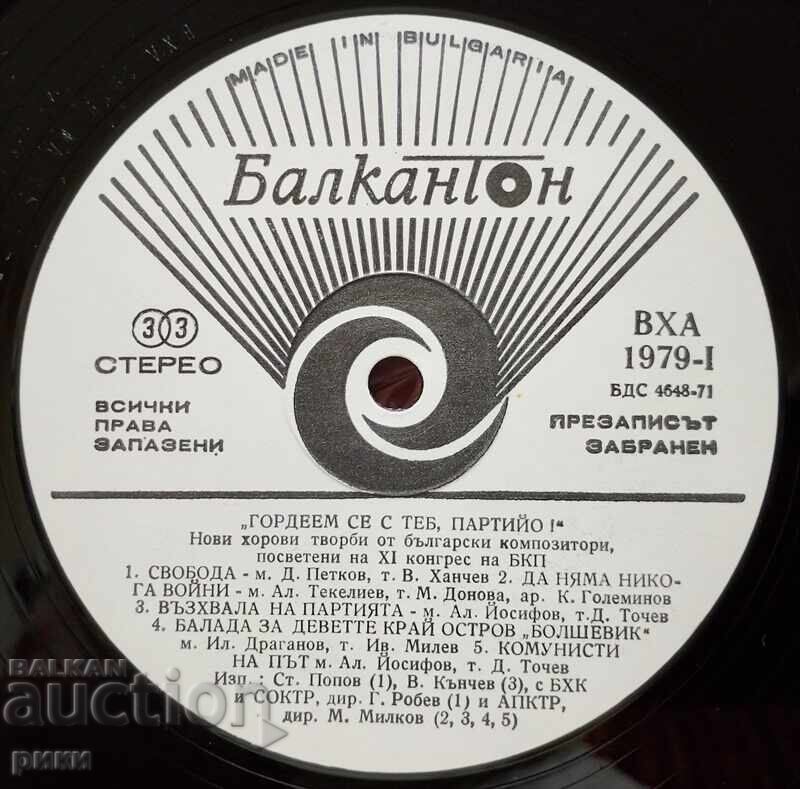 MADE IN BULGARIA
Балкантон
33
СТЕРЕО
ВСИЧКИ
ПРАВА
ЗАПАЗЕНИ
ВХА
1979-I
БДС 4648-71
ПРЕЗАПИСЪТ
ЗАБРАНЕН
„ГОРДЕЕМ СЕ С ТЕБ, ПАРТИЙО !“
Нови хорови творби от български композитори,
посветени на XI конгрес на БКП
1. СВОБОДА - м. Д. Петков, т. В. Ханчев 2. ДА НЯМА НИКО-
ГА ВОЙНИ - м. Ал. Текелиев, т. М. Донова, ар. К. Големинов
3. ВЪЗХВАЛА НА ПАРТИЯТА - м. Ал. Йосифов, т. Д. Точев
4. БАЛАДА ЗА ДЕВЕТТЕ КРАЙ ОСТРОВ „БОЛШЕВИК“
м. Ил. Драганов, т. Ив. Милев 5. КОМУНИСТИ
НА ПЪТ м. Ал. Йосифов, т. Д. Точев
Изп.: Ст. Попов (1), В. Кънчев (3), с БХК
и СОКТР, дир. Г. Робев (1) и АПКТР,
дир. М. Милков (2, 3, 4, 5)
BALKAN
auction
рики